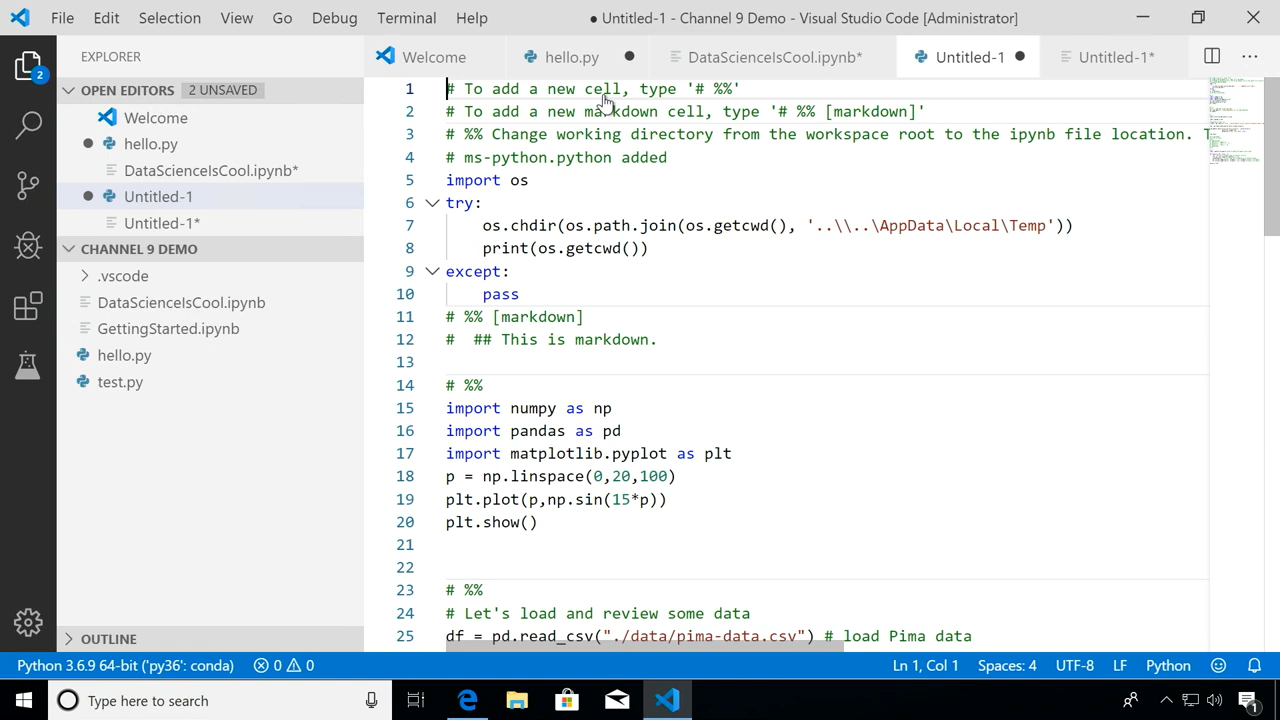 File Edit Selection View Go Debug Terminal Help ● Untitled-1 - Channel 9 Demo - Visual Studio Code [Administrator]
EXPLORER
Welcome hello.py DataScienceIsCool.ipynb* Untitled-1 Untitled-1*
2
OPEN EDITORS 2 UNSAVED
Welcome
hello.py
DataScienceIsCool.ipynb*
Untitled-1
Untitled-1*
CHANNEL 9 DEMO
.vscode
DataScienceIsCool.ipynb
GettingStarted.ipynb
hello.py
test.py
OUTLINE
1 # To add a new cell, type '# %%'
2 # To add a new markdown cell, type '# %% [markdown]'
3 # %% Change working directory from the workspace root to the ipynb file location. T
4 # ms-python.python added
5 import os
6 try:
7 os.chdir(os.path.join(os.getcwd(), '..\\..\AppData\Local\Temp'))
8 print(os.getcwd())
9 except:
10 pass
11 # %% [markdown]
12 # ## This is markdown.
13
14 # %%
15 import numpy as np
16 import pandas as pd
17 import matplotlib.pyplot as plt
18 p = np.linspace(0,20,100)
19 plt.plot(p,np.sin(15*p))
20 plt.show()
21
22
23 # %%
24 # Let's load and review some data
25 df = pd.read_csv("./data/pima-data.csv") # load Pima data
Python 3.6.9 64-bit ('py36': conda) 0 0 Ln 1, Col 1 Spaces: 4 UTF-8 LF Python
Type here to search
1